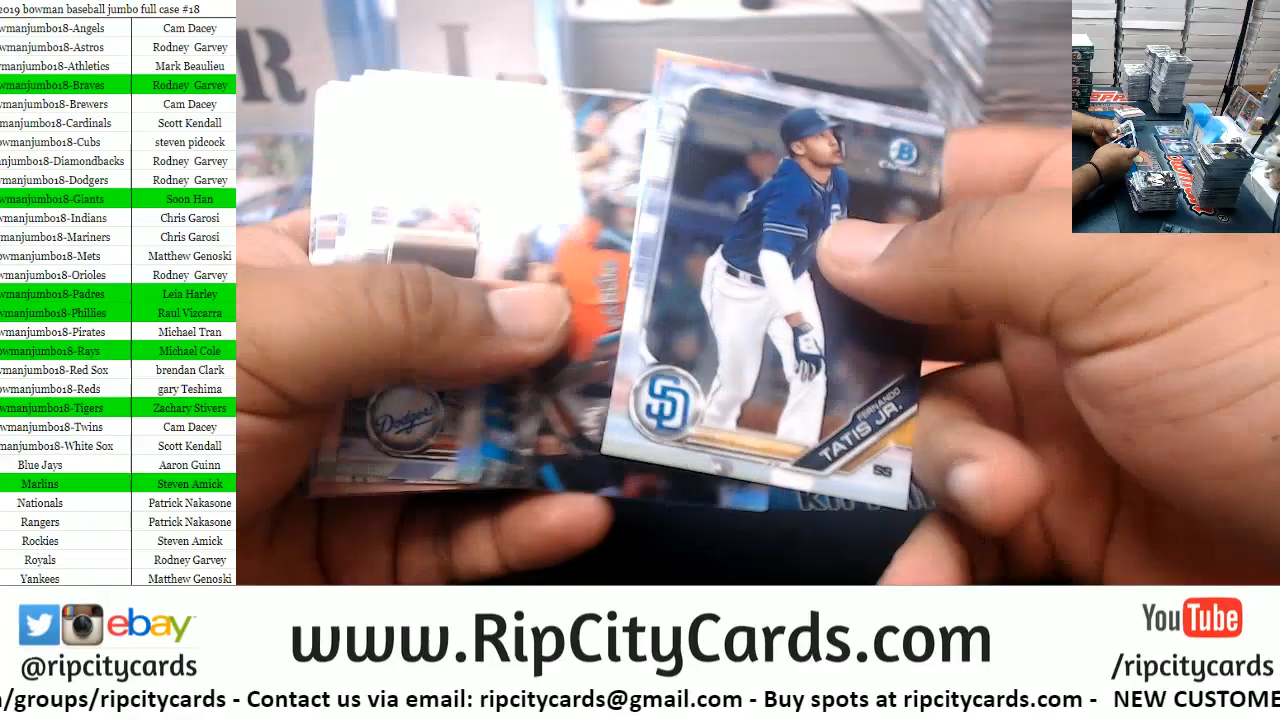 2019 bowman baseball jumbo full case #18
wmanjumbo18-Angels Cam Dacey
wmanjumbo18-Astros Rodney Garvey
wmanjumbo18-Athletics Mark Beaulieu
wmanjumbo18-Braves Rodney Garvey
wmanjumbo18-Brewers Cam Dacey
wmanjumbo18-Cardinals Scott Kendall
owmanjumbo18-Cubs steven pidcock
anjumbo18-Diamondbacks Rodney Garvey
wmanjumbo18-Dodgers Rodney Garvey
wmanjumbo18-Giants Soon Han
wmanjumbo18-Indians Chris Garosi
wmanjumbo18-Mariners Chris Garosi
owmanjumbo18-Mets Matthew Genoski
wmanjumbo18-Orioles Rodney Garvey
wmanjumbo18-Padres Leia Harley
wmanjumbo18-Phillies Raul Vizcarra
wmanjumbo18-Pirates Michael Tran
owmanjumbo18-Rays Michael Cole
wmanjumbo18-Red Sox brendan Clark
owmanjumbo18-Reds gary Teshima
wmanjumbo18-Tigers Zachary Stivers
wmanjumbo18-Twins Cam Dacey
manjumbo18-White Sox Scott Kendall
Blue Jays Aaron Guinn
Marlins Steven Amick
Nationals Patrick Nakasone
Rangers Patrick Nakasone
Rockies Steven Amick
Royals Rodney Garvey
Yankees Matthew Genoski
R
L
B
SD
FERNANDO
TATIS JR.
SS
Dodgers
ebay
@ripcitycards
www.RipCityCards.com
YouTube
/ripcitycards
/groups/ripcitycards - Contact us via email: ripcitycards@gmail.com - Buy spots at ripcitycards.com - NEW CUSTOME